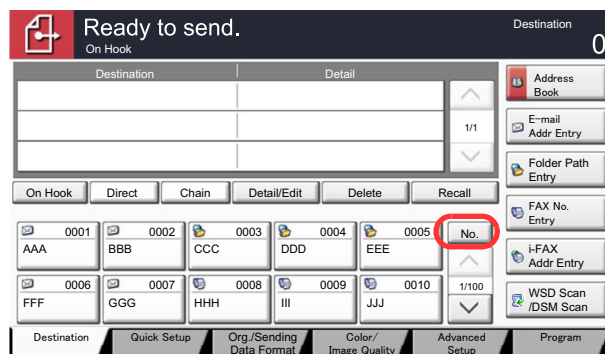 Ready to send.
On Hook
Destination
0
Destination Detail
1/1
Address
Book
E-mail
Addr Entry
Folder Path
Entry
FAX No.
Entry
i-FAX
Addr Entry
WSD Scan
/DSM Scan
On Hook Direct Chain Detail/Edit Delete Recall
0001 0002 0003 0004 0005 No.
AAA BBB CCC DDD EEE
0006 0007 0008 0009 0010 1/100
FFF GGG HHH III JJJ
Destination Quick Setup Org./Sending
Data Format Color/
Image Quality Advanced
Setup Program